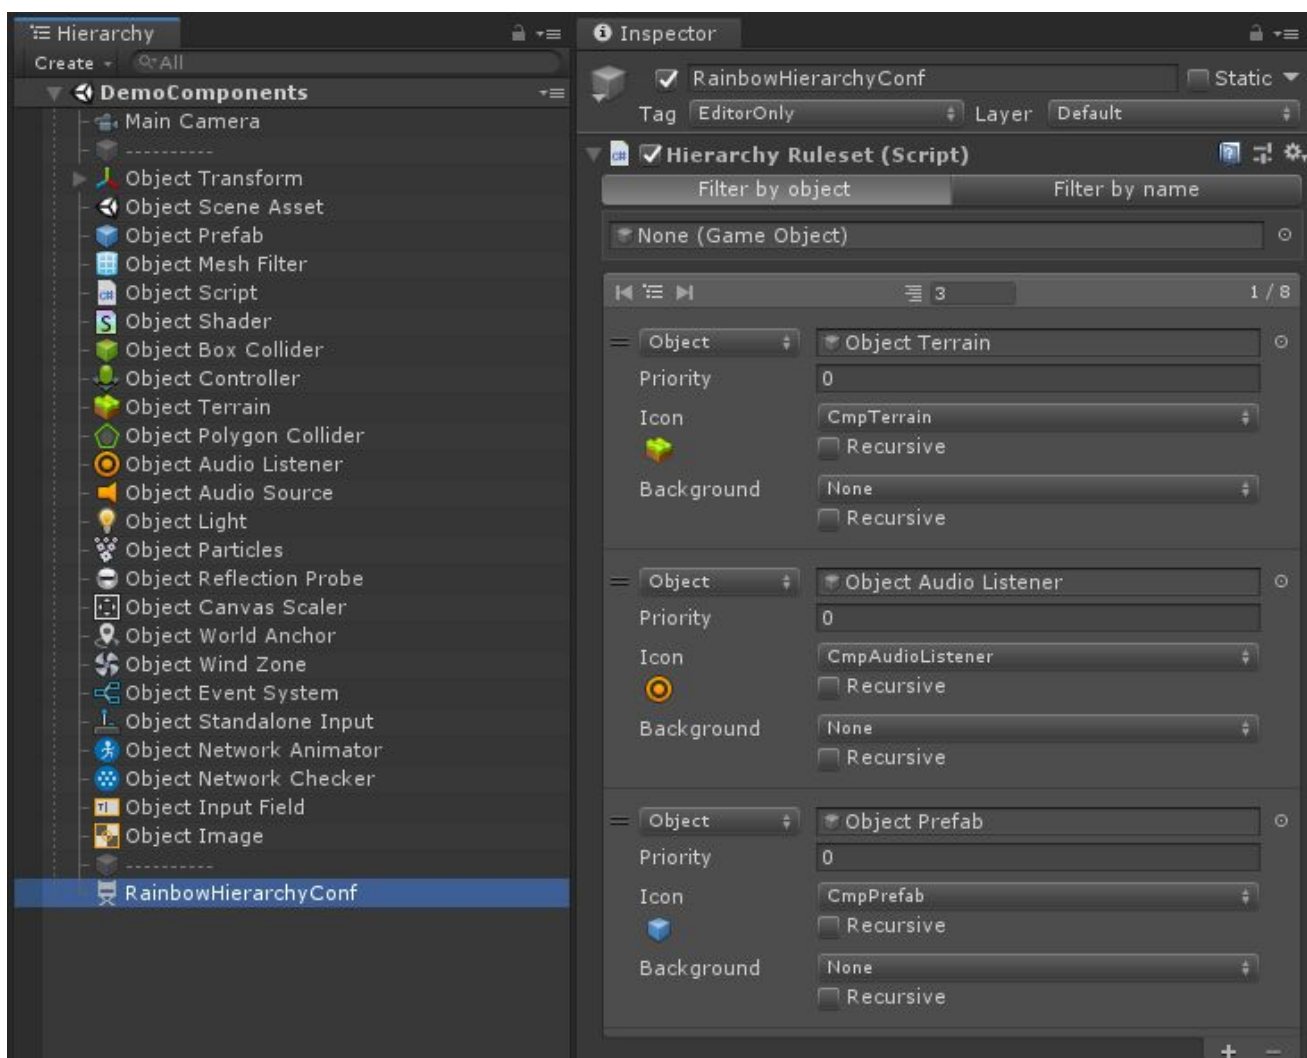 Hierarchy
Create
All
DemoComponents
Main Camera
----------
Object Transform
Object Scene Asset
Object Prefab
Object Mesh Filter
Object Script
Object Shader
Object Box Collider
Object Controller
Object Terrain
Object Polygon Collider
Object Audio Listener
Object Audio Source
Object Light
Object Particles
Object Reflection Probe
Object Canvas Scaler
Object World Anchor
Object Wind Zone
Object Event System
Object Standalone Input
Object Network Animator
Object Network Checker
Object Input Field
Object Image
----------
RainbowHierarchyConf
Inspector
RainbowHierarchyConf Static
Tag EditorOnly Layer Default
C# Hierarchy Ruleset (Script)
Filter by object Filter by name
None (Game Object)
3 1 / 8
Object Object Terrain
Priority 0
Icon CmpTerrain
Recursive
Background None
Recursive
Object Object Audio Listener
Priority 0
Icon CmpAudioListener
Recursive
Background None
Recursive
Object Object Prefab
Priority 0
Icon CmpPrefab
Recursive
Background None
Recursive